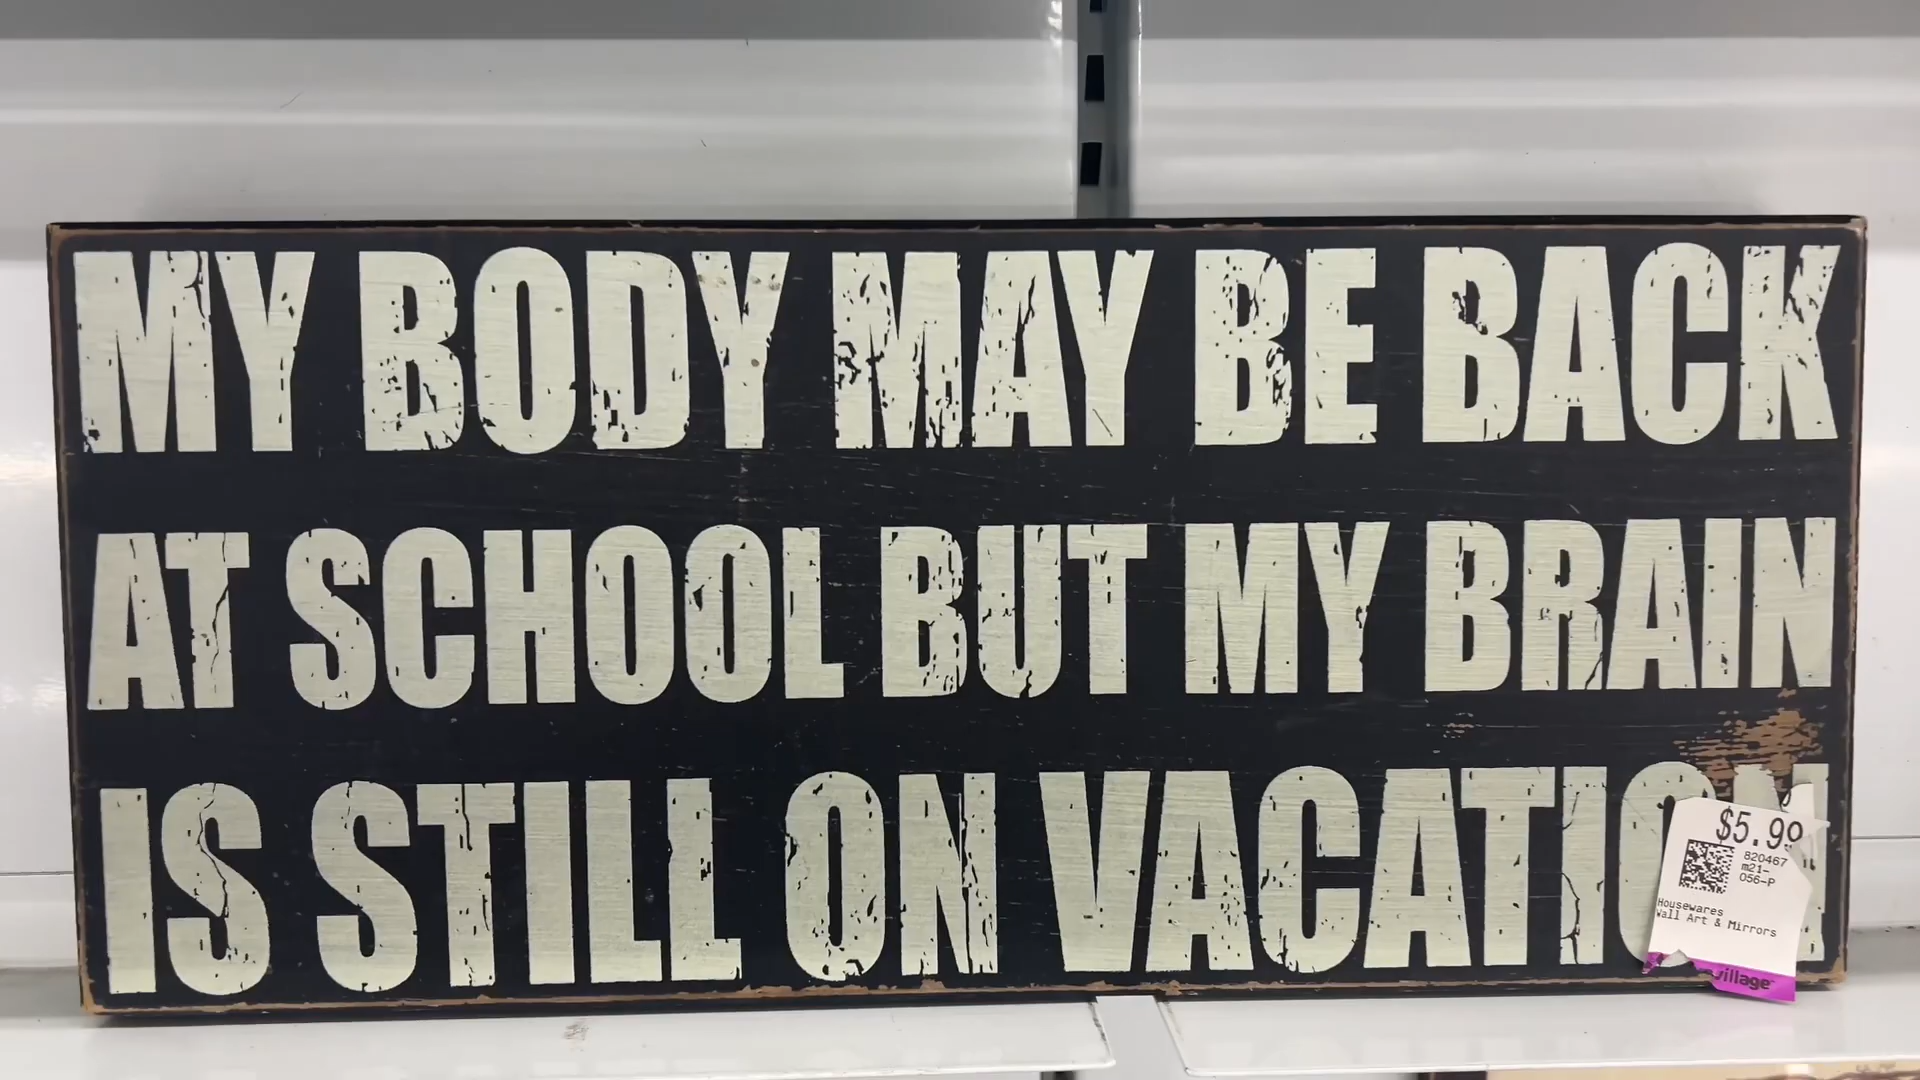 MY BODY MAY BE BACK
AT SCHOOL BUT MY BRAIN
IS STILL ON VACATION
$5.99
820467
m21-
056-P
Housewares
Wall Art & Mirrors
village